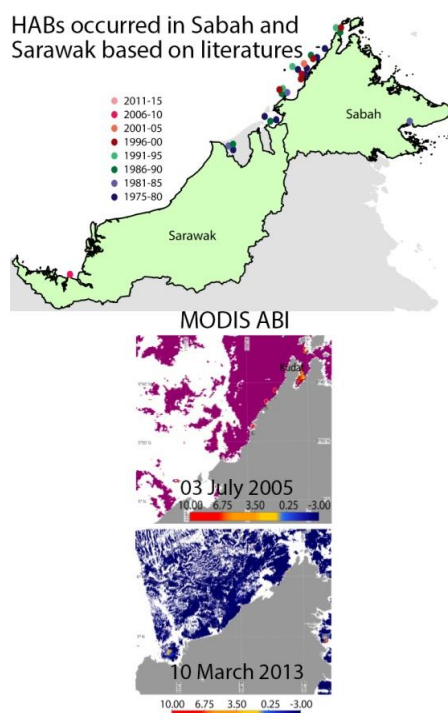 HABs occurred in Sabah and
Sarawak based on literatures
2011-15
2006-10
2001-05
1996-00
1991-95
1986-90
1981-85
1975-80
Sabah
Sarawak
MODIS ABI
Kudat
03 July 2005
10.00 6.75 3.50 0.25 -3.00
10 March 2013
10.00 6.75 3.50 0.25 -3.00